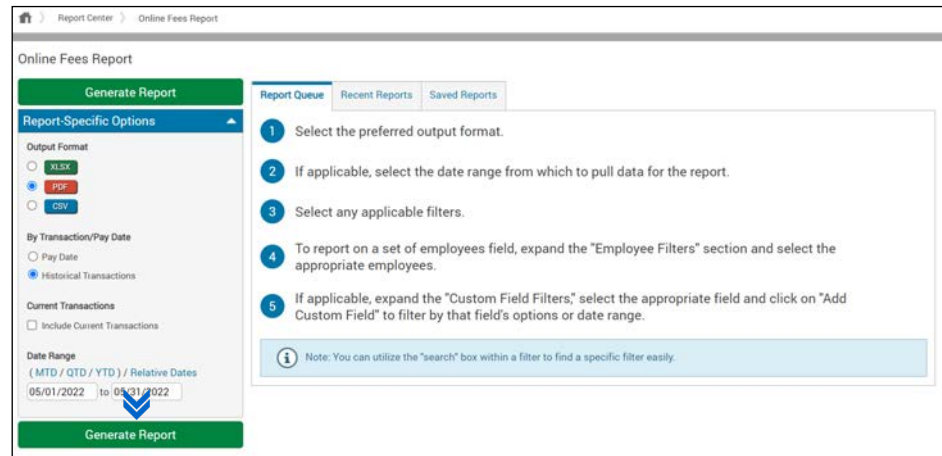 Report Center
Online Fees Report
Online Fees Report
Generate Report
Report-Specific Options
Output Format
XLSX
PDF
CSV
By Transaction/Pay Date
Pay Date
Historical Transactions
Current Transactions
Include Current Transactions
Date Range
( MTD / QTD / YTD ) / Relative Dates
05/01/2022 to 05/31/2022
Generate Report
Report Queue Recent Reports Saved Reports
1 Select the preferred output format.
2 If applicable, select the date range from which to pull data for the report.
3 Select any applicable filters.
4 To report on a set of employees field, expand the "Employee Filters" section and select the
appropriate employees.
5 If applicable, expand the "Custom Field Filters," select the appropriate field and click on "Add
Custom Field" to filter by that field's options or date range.
i Note: You can utilize the "search" box within a filter to find a specific filter easily.